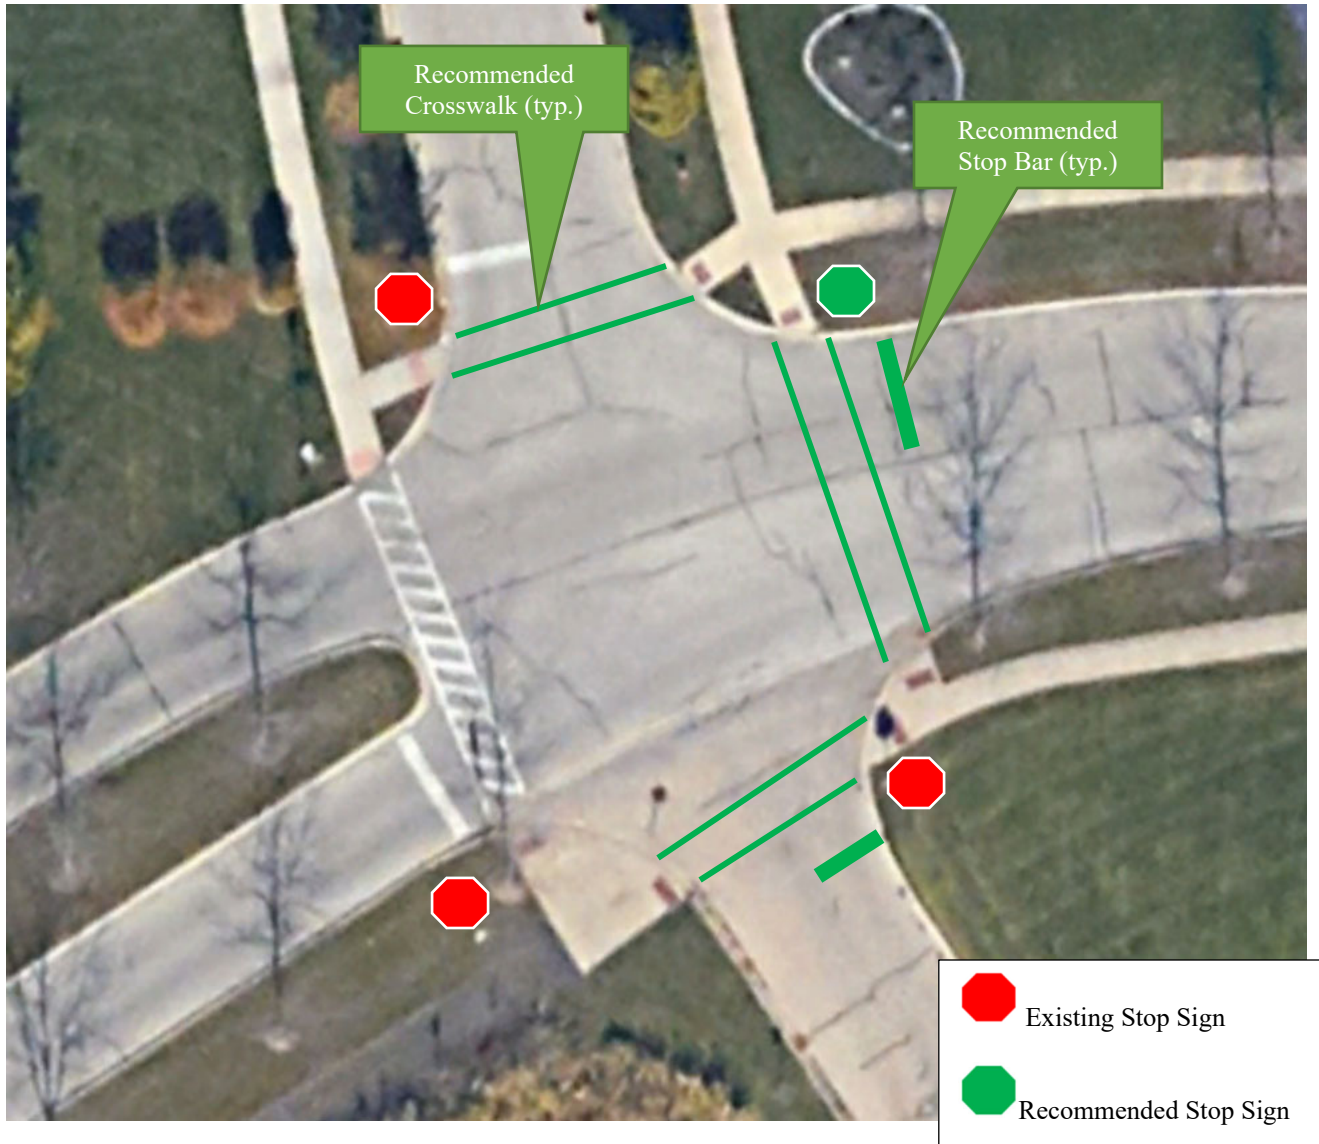 Recommended
Crosswalk (typ.)
Recommended
Stop Bar (typ.)
Existing Stop Sign
Recommended Stop Sign